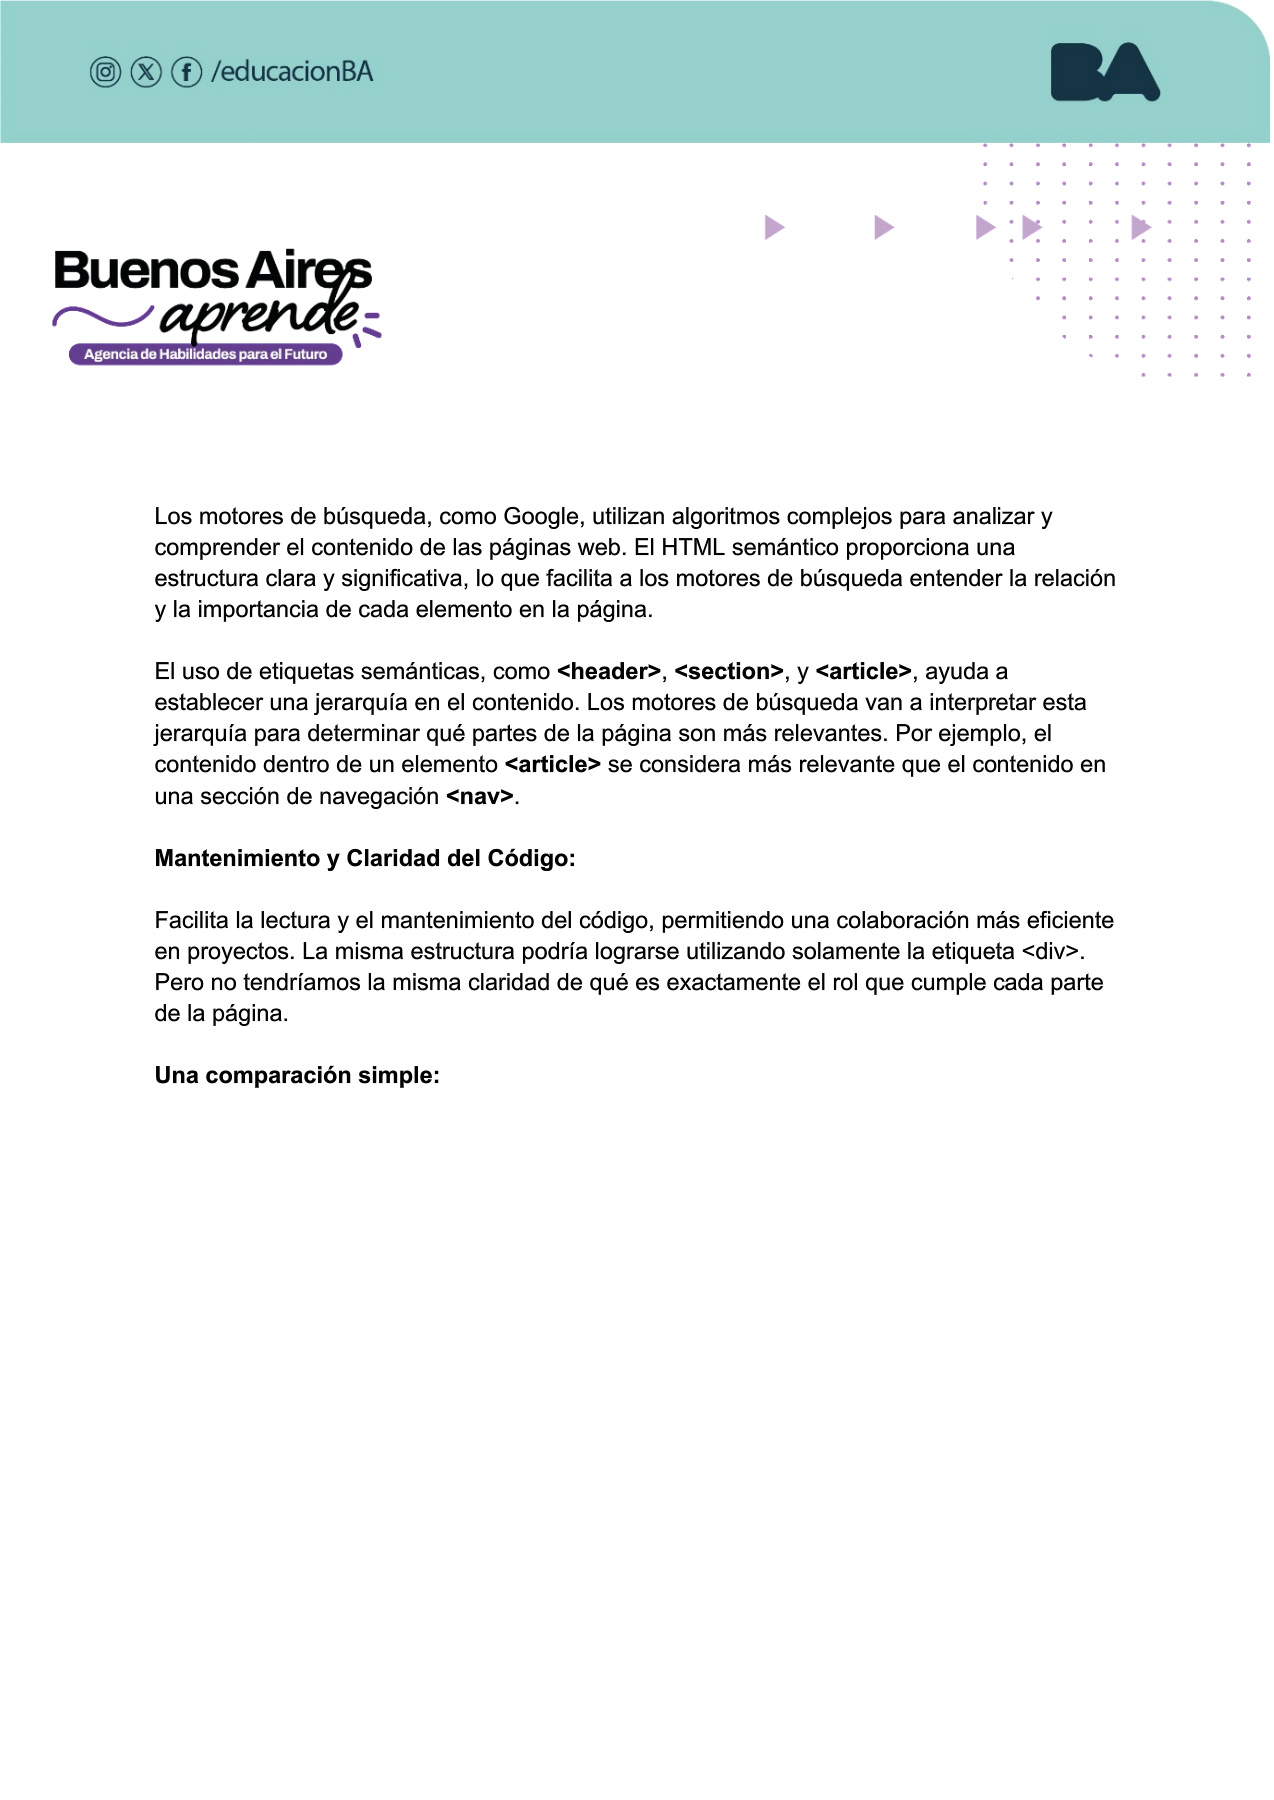 /educacionBA
BA
Buenos Aires
aprende
Agencia de Habilidades para el Futuro
Los motores de búsqueda, como Google, utilizan algoritmos complejos para analizar y
comprender el contenido de las páginas web. El HTML semántico proporciona una
estructura clara y significativa, lo que facilita a los motores de búsqueda entender la relación
y la importancia de cada elemento en la página.
El uso de etiquetas semánticas, como <header>, <section>, y <article>, ayuda a
establecer una jerarquía en el contenido. Los motores de búsqueda van a interpretar esta
jerarquía para determinar qué partes de la página son más relevantes. Por ejemplo, el
contenido dentro de un elemento <article> se considera más relevante que el contenido en
una sección de navegación <nav>.
Mantenimiento y Claridad del Código:
Facilita la lectura y el mantenimiento del código, permitiendo una colaboración más eficiente
en proyectos. La misma estructura podría lograrse utilizando solamente la etiqueta <div>.
Pero no tendríamos la misma claridad de qué es exactamente el rol que cumple cada parte
de la página.
Una comparación simple: